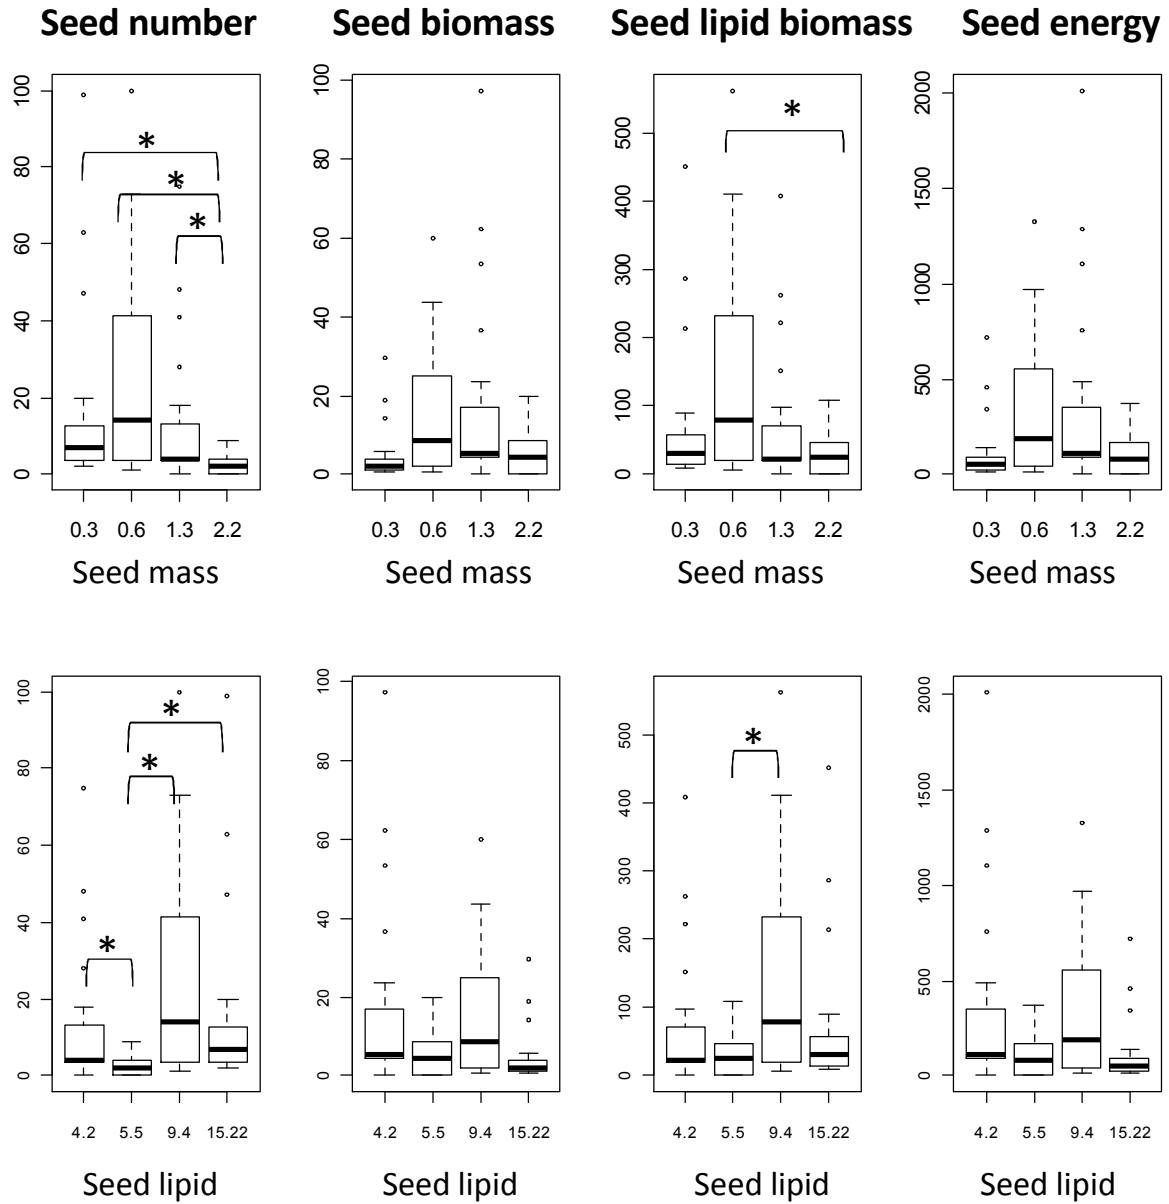 Seed number Seed biomass Seed lipid biomass Seed energy
100 80 60 40 20 0
* * *
0.3 0.6 1.3 2.2
Seed mass
100 80 60 40 20 0
0.3 0.6 1.3 2.2
Seed mass
500 400 300 200 100 0
*
0.3 0.6 1.3 2.2
Seed mass
2000 1500 1000 500 0
0.3 0.6 1.3 2.2
Seed mass
100 80 60 40 20 0
* * *
4.2 5.5 9.4 15.22
Seed lipid
100 80 60 40 20 0
4.2 5.5 9.4 15.22
Seed lipid
500 400 300 200 100 0
*
4.2 5.5 9.4 15.22
Seed lipid
2000 1500 1000 500 0
4.2 5.5 9.4 15.22
Seed lipid